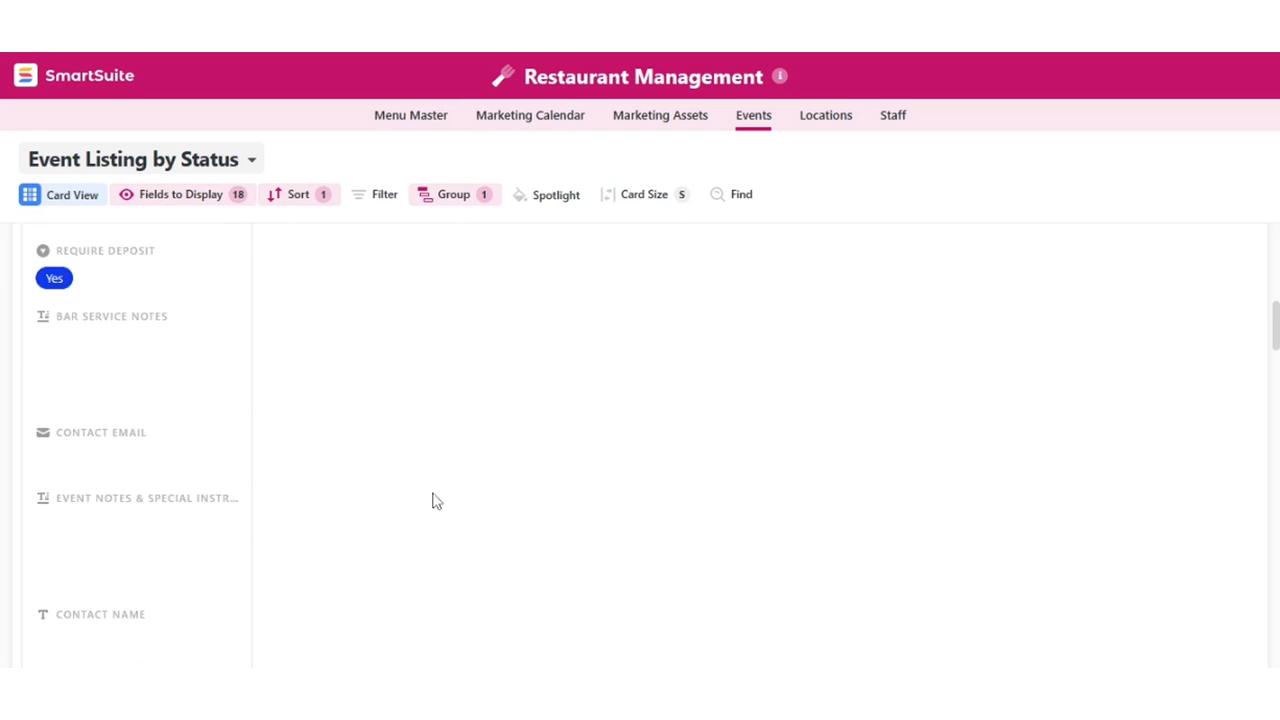 SmartSuite
Restaurant Management
Menu Master Marketing Calendar Marketing Assets Events Locations Staff
Event Listing by Status
Card View Fields to Display 18 Sort 1 Filter Group 1 Spotlight Card Size S Find
REQUIRE DEPOSIT
Yes
BAR SERVICE NOTES
CONTACT EMAIL
EVENT NOTES & SPECIAL INSTR...
CONTACT NAME